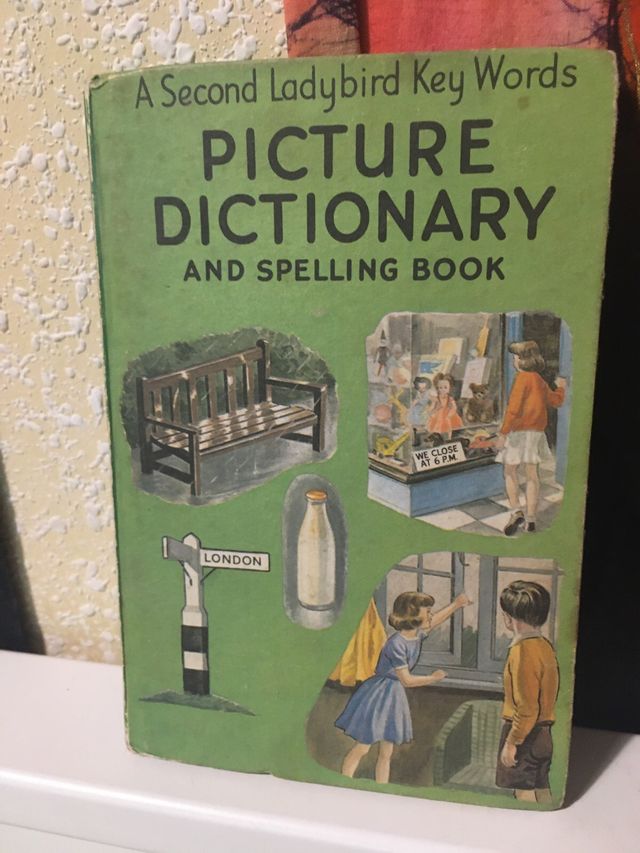 A Second Ladybird Key Words
PICTURE
DICTIONARY
AND SPELLING BOOK
WE CLOSE
AT 6 P.M.
LONDON